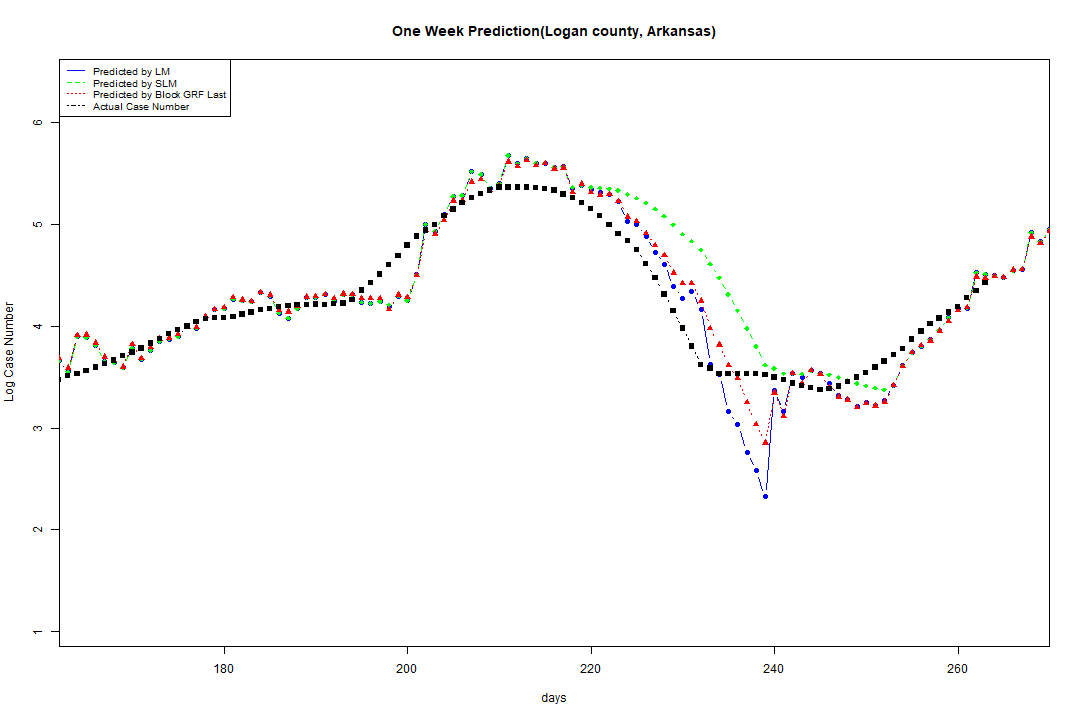 One Week Prediction(Logan county, Arkansas)
Predicted by LM
Predicted by SLM
Predicted by Block GRF Last
Actual Case Number
6
5
4
3
2
1
Log Case Number
180
200
220
240
260
days